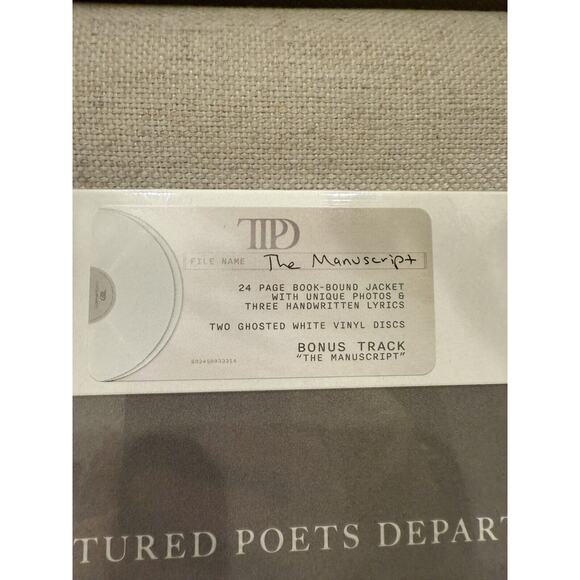 TTPD
FILE NAME The Manuscript
24 PAGE BOOK-BOUND JACKET
WITH UNIQUE PHOTOS &
THREE HANDWRITTEN LYRICS
TWO GHOSTED WHITE VINYL DISCS
BONUS TRACK
"THE MANUSCRIPT"
TURED POETS DEPART